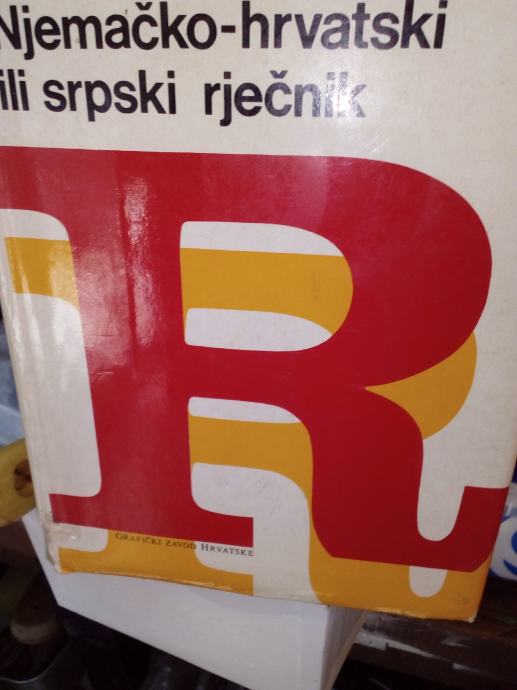 Njemačko-hrvatski
ili srpski rječnik
R
GRAFIČKI ZAVOD HRVATSKE